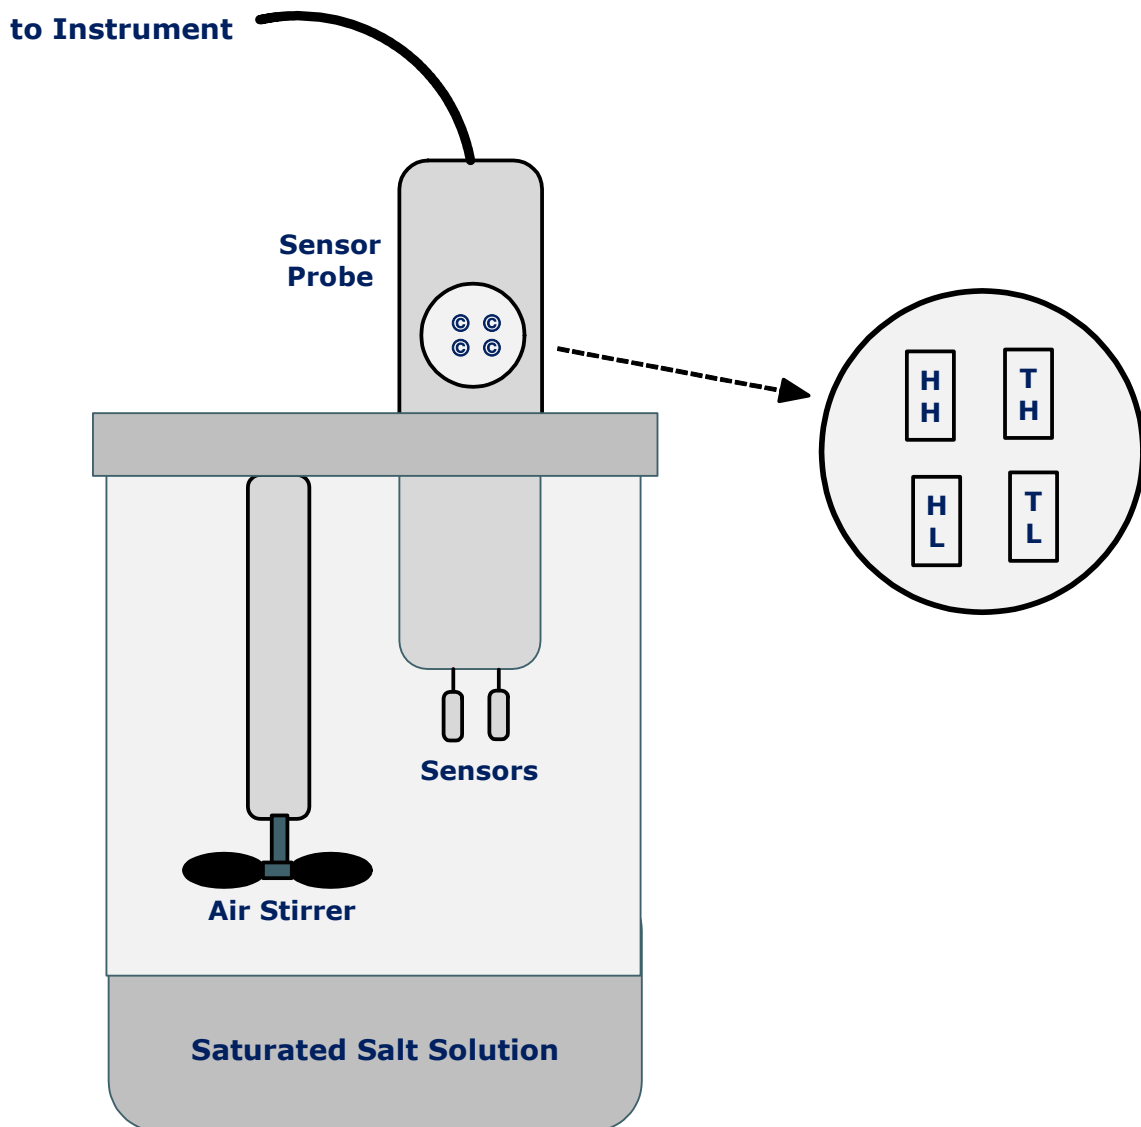 to Instrument
Sensor
Probe
© ©
© ©
H
H
T
H
H
L
T
L
Sensors
Air Stirrer
Saturated Salt Solution